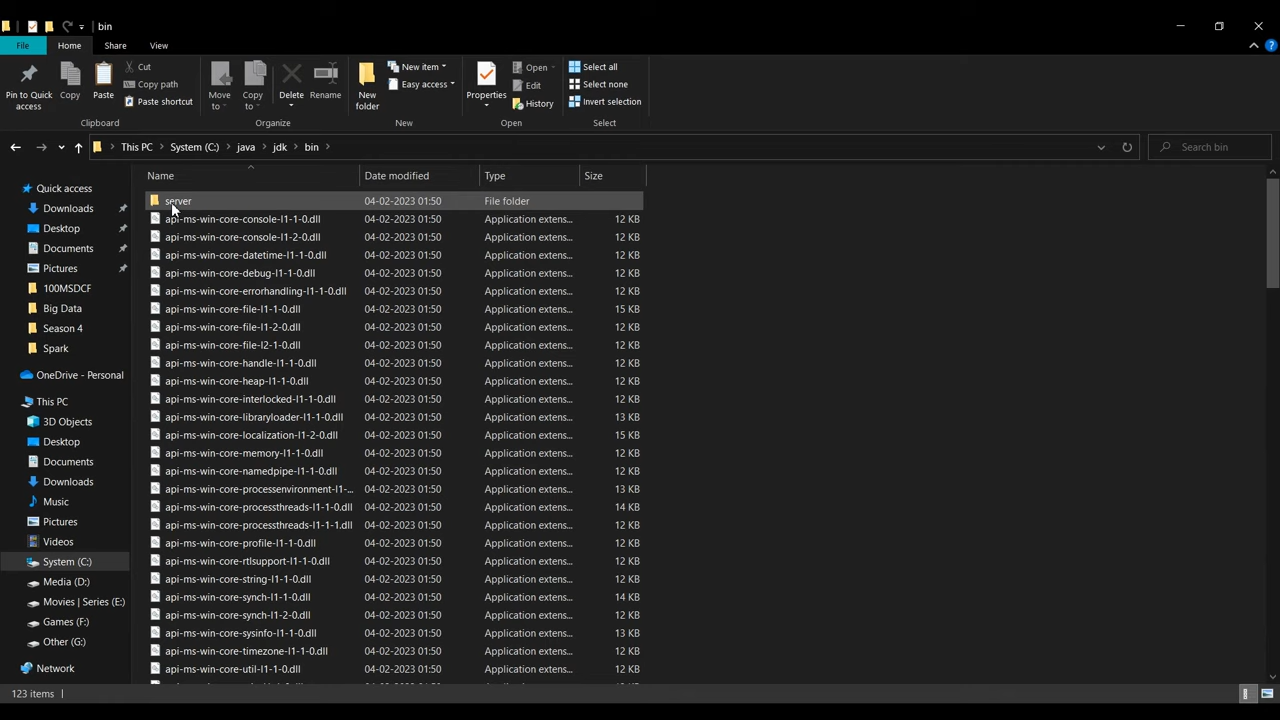 bin
File Home Share View
Pin to Quick access
Copy
Paste
Cut
Copy path
Paste shortcut
Clipboard
Move to
Copy to
Delete
Rename
Organize
New folder
New item
Easy access
New
Properties
Open
Edit
History
Open
Select all
Select none
Invert selection
Select
This PC > System (C:) > java > jdk > bin >
Search bin
Name Date modified Type Size
Quick access
Downloads
Desktop
Documents
Pictures
100MSDCF
Big Data
Season 4
Spark
OneDrive - Personal
This PC
3D Objects
Desktop
Documents
Downloads
Music
Pictures
Videos
System (C:)
Media (D:)
Movies | Series (E:)
Games (F:)
Other (G:)
Network
server 04-02-2023 01:50 File folder
api-ms-win-core-console-l1-1-0.dll 04-02-2023 01:50 Application extens... 12 KB
api-ms-win-core-console-l1-2-0.dll 04-02-2023 01:50 Application extens... 12 KB
api-ms-win-core-datetime-l1-1-0.dll 04-02-2023 01:50 Application extens... 12 KB
api-ms-win-core-debug-l1-1-0.dll 04-02-2023 01:50 Application extens... 12 KB
api-ms-win-core-errorhandling-l1-1-0.dll 04-02-2023 01:50 Application extens... 12 KB
api-ms-win-core-file-l1-1-0.dll 04-02-2023 01:50 Application extens... 15 KB
api-ms-win-core-file-l1-2-0.dll 04-02-2023 01:50 Application extens... 12 KB
api-ms-win-core-file-l2-1-0.dll 04-02-2023 01:50 Application extens... 12 KB
api-ms-win-core-handle-l1-1-0.dll 04-02-2023 01:50 Application extens... 12 KB
api-ms-win-core-heap-l1-1-0.dll 04-02-2023 01:50 Application extens... 12 KB
api-ms-win-core-interlocked-l1-1-0.dll 04-02-2023 01:50 Application extens... 12 KB
api-ms-win-core-libraryloader-l1-1-0.dll 04-02-2023 01:50 Application extens... 13 KB
api-ms-win-core-localization-l1-2-0.dll 04-02-2023 01:50 Application extens... 15 KB
api-ms-win-core-memory-l1-1-0.dll 04-02-2023 01:50 Application extens... 12 KB
api-ms-win-core-namedpipe-l1-1-0.dll 04-02-2023 01:50 Application extens... 12 KB
api-ms-win-core-processenvironment-l1-... 04-02-2023 01:50 Application extens... 13 KB
api-ms-win-core-processthreads-l1-1-0.dll 04-02-2023 01:50 Application extens... 14 KB
api-ms-win-core-processthreads-l1-1-1.dll 04-02-2023 01:50 Application extens... 12 KB
api-ms-win-core-profile-l1-1-0.dll 04-02-2023 01:50 Application extens... 12 KB
api-ms-win-core-rtlsupport-l1-1-0.dll 04-02-2023 01:50 Application extens... 12 KB
api-ms-win-core-string-l1-1-0.dll 04-02-2023 01:50 Application extens... 12 KB
api-ms-win-core-synch-l1-1-0.dll 04-02-2023 01:50 Application extens... 12 KB
api-ms-win-core-synch-l1-2-0.dll 04-02-2023 01:50 Application extens... 12 KB
api-ms-win-core-sysinfo-l1-1-0.dll 04-02-2023 01:50 Application extens... 13 KB
api-ms-win-core-timezone-l1-1-0.dll 04-02-2023 01:50 Application extens... 12 KB
api-ms-win-core-util-l1-1-0.dll 04-02-2023 01:50 Application extens... 12 KB
123 items